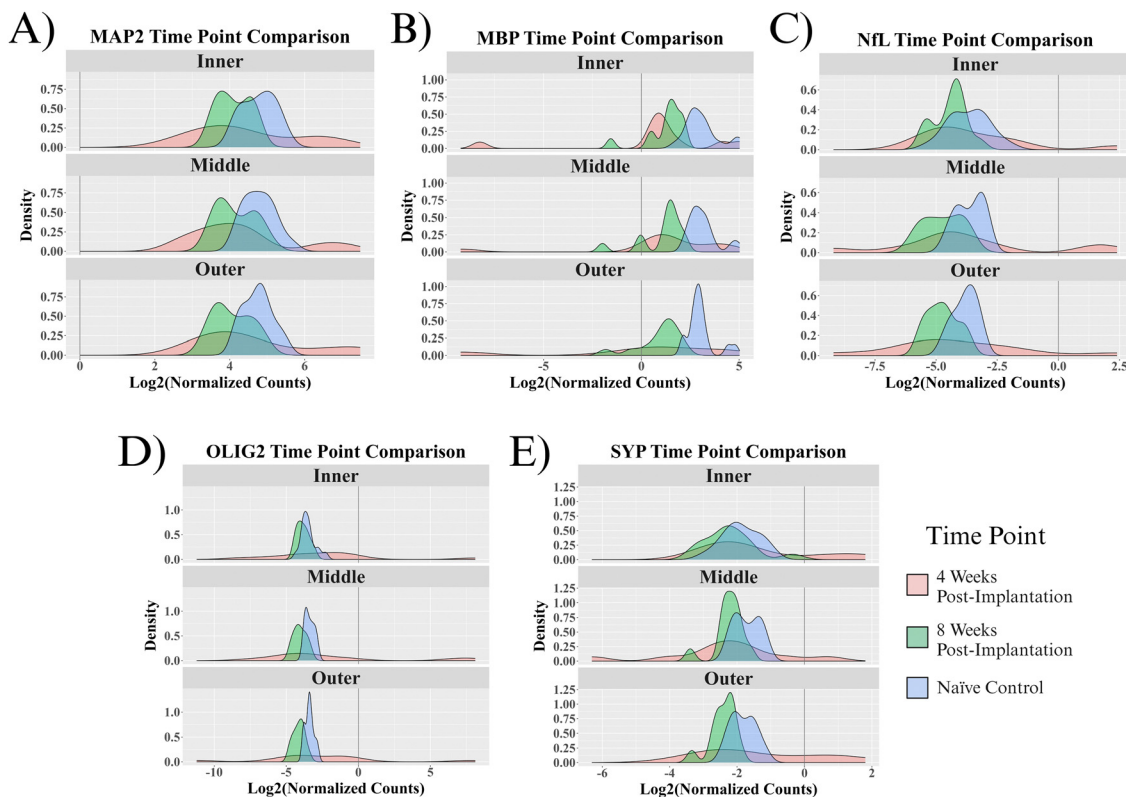 A)
MAP2 Time Point Comparison
Inner
0.75
0.50
0.25
0.00
Middle
Density
0.75
0.50
0.25
0.00
Outer
0.75
0.50
0.25
0.00
0
2
4
6
Log2(Normalized Counts)
B)
MBP Time Point Comparison
Inner
1.00
0.75
0.50
0.25
0.00
Middle
Density
1.00
0.75
0.50
0.25
0.00
Outer
1.00
0.75
0.50
0.25
0.00
-5
0
5
Log2(Normalized Counts)
C)
NfL Time Point Comparison
Inner
0.6
0.4
0.2
0.0
Middle
Density
0.6
0.4
0.2
0.0
Outer
0.6
0.4
0.2
0.0
-7.5
-5.0
-2.5
0.0
2.5
Log2(Normalized Counts)
D)
OLIG2 Time Point Comparison
Inner
1.0
0.5
0.0
Middle
Density
1.0
0.5
0.0
Outer
1.0
0.5
0.0
-10
-5
0
5
Log2(Normalized Counts)
E)
SYP Time Point Comparison
Inner
1.25
1.00
0.75
0.50
0.25
0.00
Middle
Density
1.25
1.00
0.75
0.50
0.25
0.00
Outer
1.25
1.00
0.75
0.50
0.25
0.00
-6
-4
-2
0
2
Log2(Normalized Counts)
Time Point
4 Weeks
Post-Implantation
8 Weeks
Post-Implantation
Naïve Control